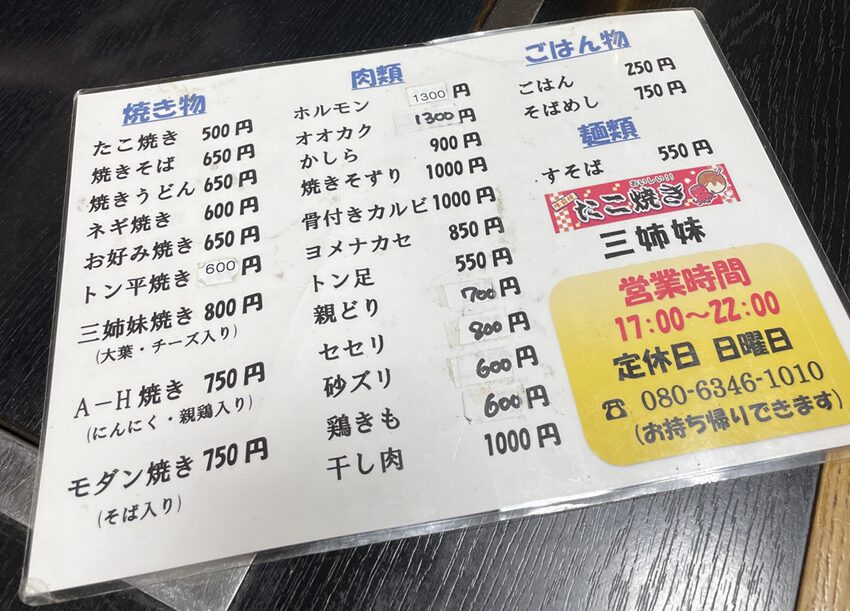 焼き物
たこ焼き 500円
焼きそば 650円
焼きうどん 650円
ネギ焼き 600円
お好み焼き 650円
トン平焼き 600円
三姉妹焼き 800円
(大葉・チーズ入り)
A−H焼き 750円
(にんにく・親鶏入り)
モダン焼き 750円
(そば入り)
肉類
ホルモン 1300円
オオカク 1300円
かしら 900円
焼きそずり 1000円
骨付きカルビ 1000円
ヨメナカセ 850円
トン足 550円
親どり 700円
セセリ 800円
砂ズリ 600円
鶏きも 600円
干し肉 1000円
ごはん物
ごはん 250円
そばめし 750円
麺類
すそば 550円
おいしい!!
たこ焼き
三姉妹
営業時間
17:00〜22:00
定休日 日曜日
☎ 080-6346-1010
(お持ち帰りできます)